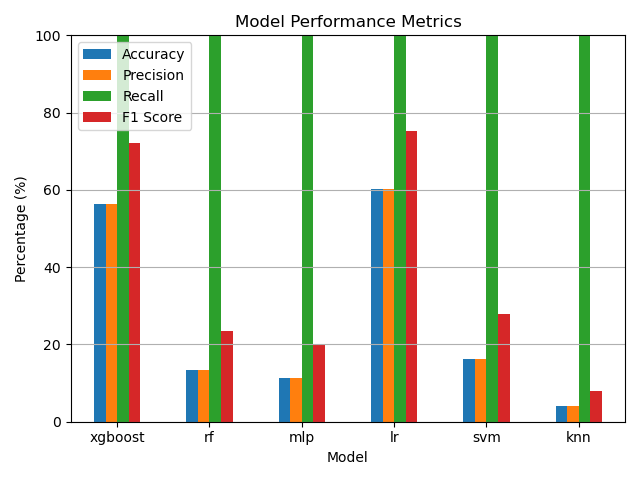 Model Performance Metrics
Percentage (%)
100
80
60
40
20
0
Accuracy
Precision
Recall
F1 Score
xgboost rf mlp lr svm knn
Model